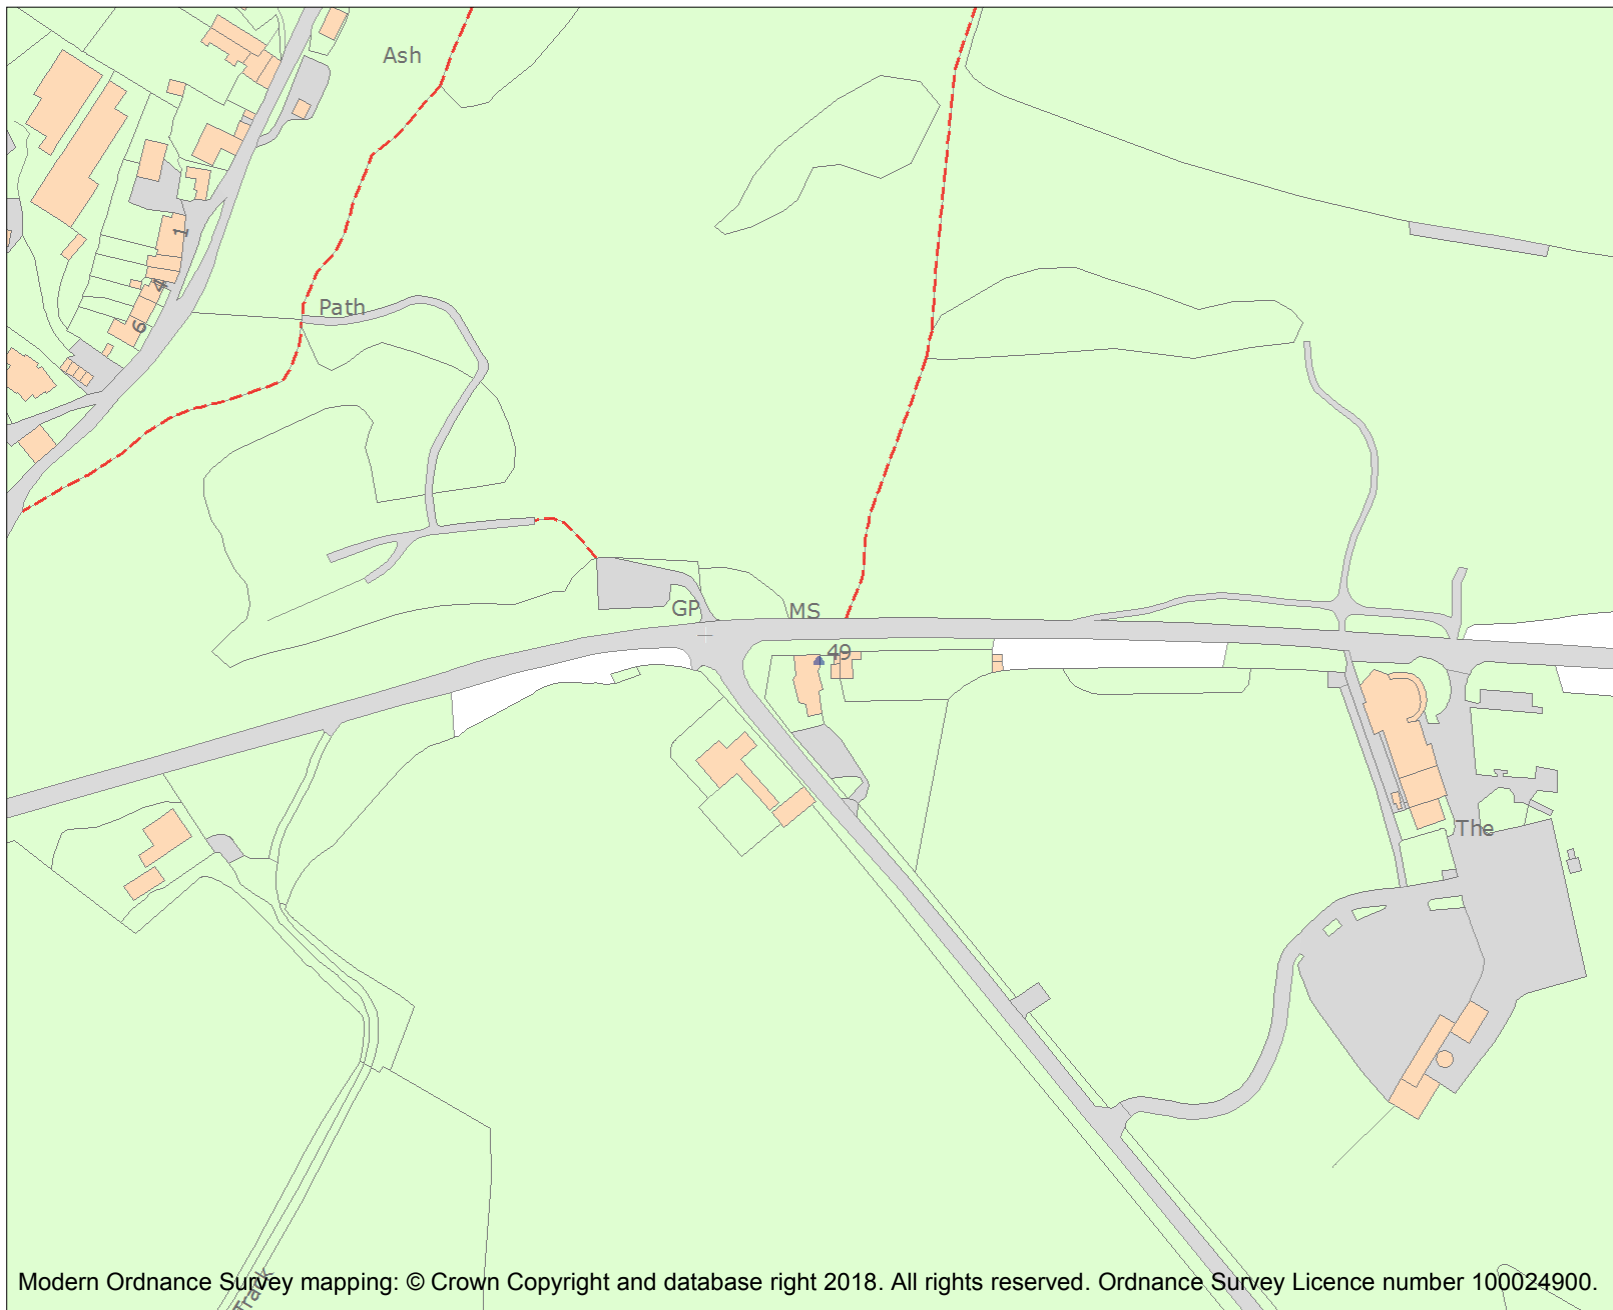 Ash
1
Path
4
6
GP
MS
49
The
Track
Modern Ordnance Survey mapping: © Crown Copyright and database right 2018. All rights reserved. Ordnance Survey Licence number 100024900.